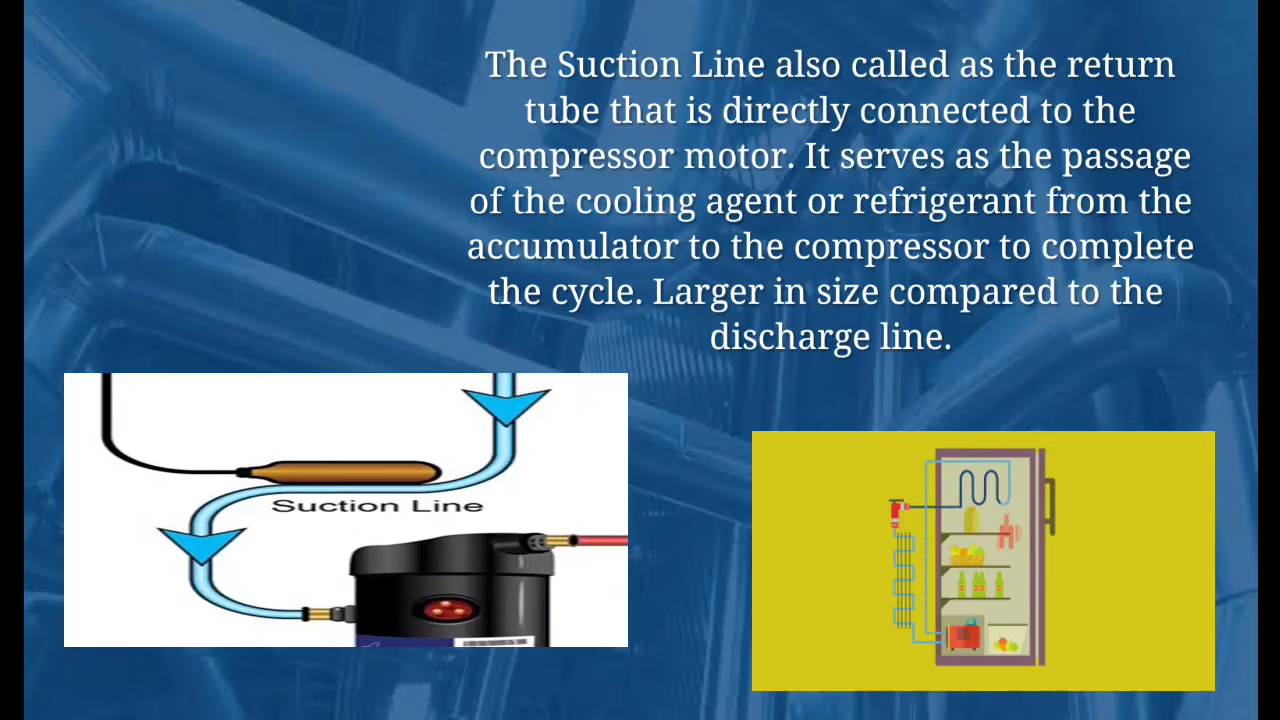 The Suction Line also called as the return
tube that is directly connected to the
compressor motor. It serves as the passage
of the cooling agent or refrigerant from the
accumulator to the compressor to complete
the cycle. Larger in size compared to the
discharge line.
Suction Line